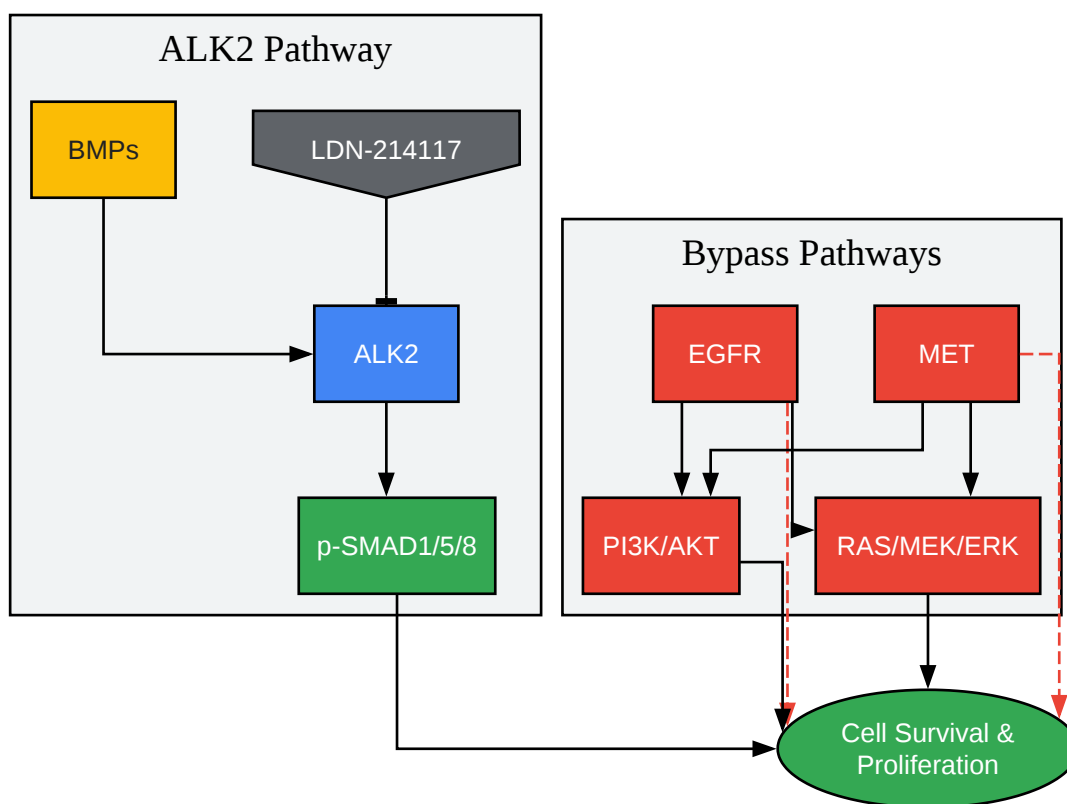 ALK2 Pathway
BMPs
LDN-214117
ALK2
p-SMAD1/5/8
Bypass Pathways
EGFR
MET
PI3K/AKT
RAS/MEK/ERK
Cell Survival &
Proliferation